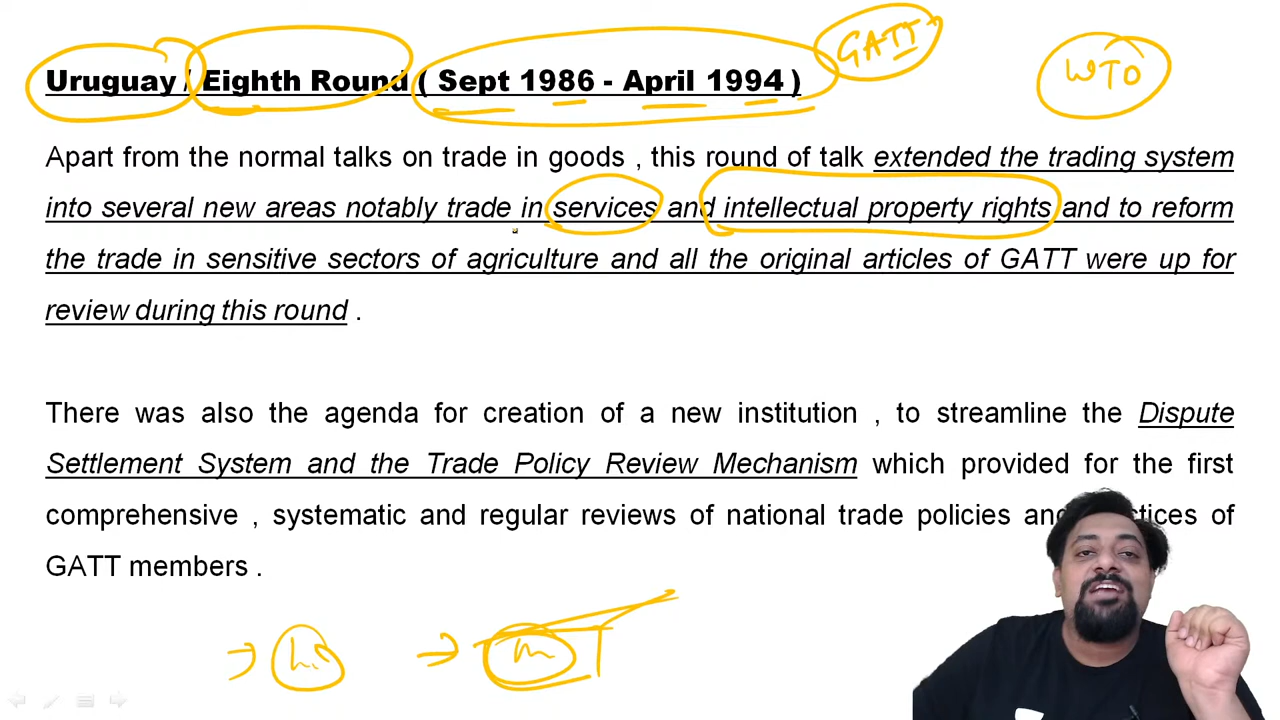 GATT
WTO
Uruguay / Eighth Round ( Sept 1986 - April 1994 )
Apart from the normal talks on trade in goods , this round of talk extended the trading system
into several new areas notably trade in services and intellectual property rights and to reform
the trade in sensitive sectors of agriculture and all the original articles of GATT were up for
review during this round .
There was also the agenda for creation of a new institution , to streamline the Dispute
Settlement System and the Trade Policy Review Mechanism which provided for the first
comprehensive , systematic and regular reviews of national trade policies of
GATT members .